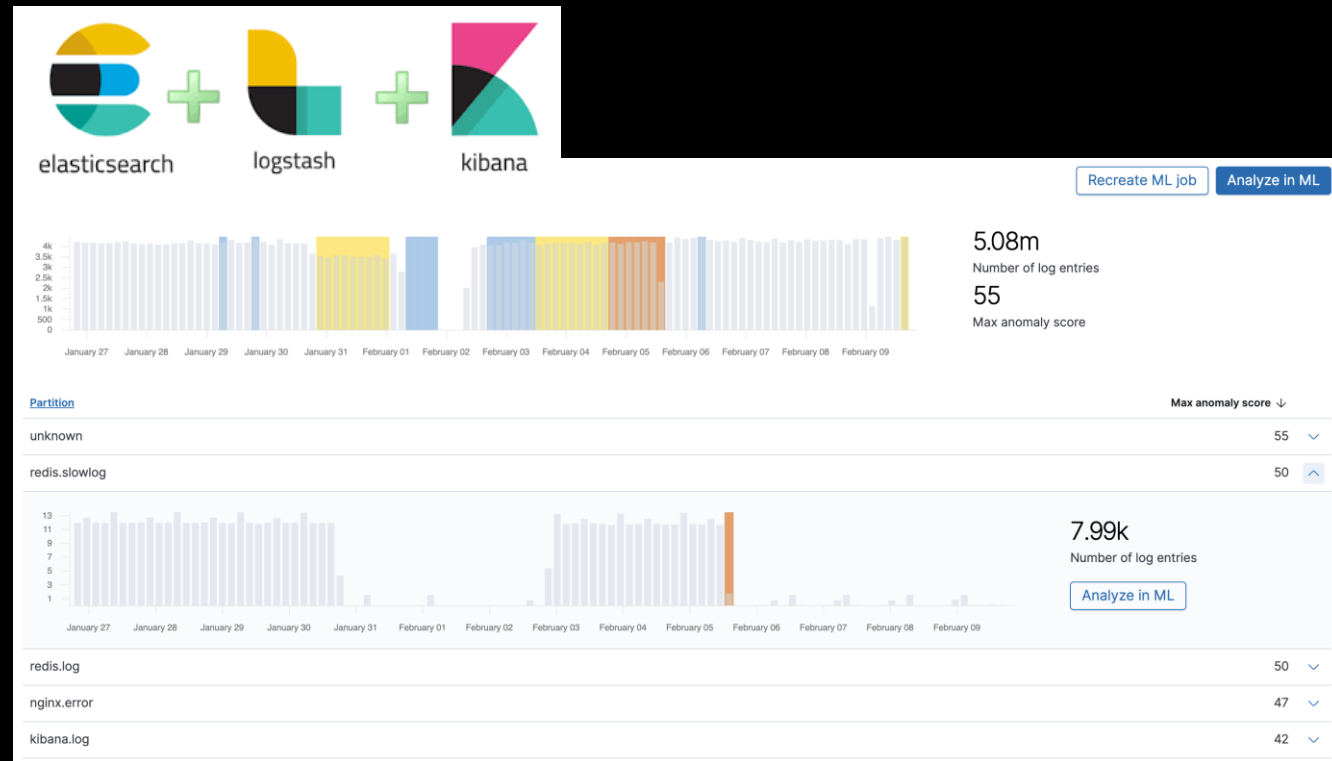 elasticsearch
logstash
kibana
Recreate ML job
Analyze in ML
4k
3.5k
3k
2.5k
2k
1.5k
1k
500
0
January 27 January 28 January 29 January 30 January 31 February 01 February 02 February 03 February 04 February 05 February 06 February 07 February 08 February 09
5.08m
Number of log entries
55
Max anomaly score
Partition Max anomaly score
unknown 55
redis.slowlog 50
13
11
9
7
5
3
1
January 27 January 28 January 29 January 30 January 31 February 01 February 02 February 03 February 04 February 05 February 06 February 07 February 08 February 09
7.99k
Number of log entries
Analyze in ML
redis.log 50
nginx.error 47
kibana.log 42